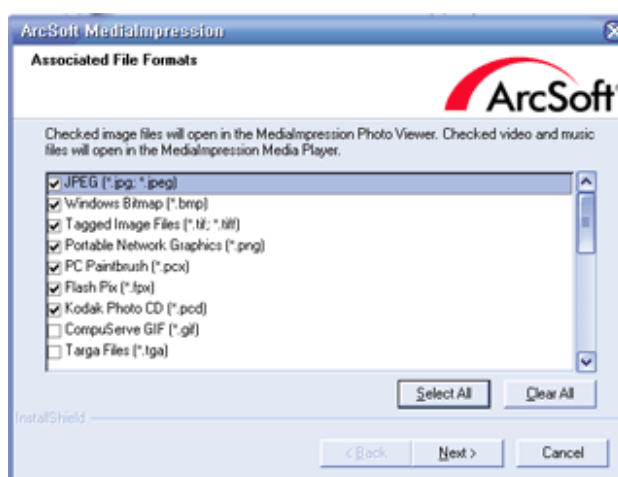 ArcSoft MediaImpression
Associated File Formats
ArcSoft
Checked image files will open in the MediaImpression Photo Viewer. Checked video and music
files will open in the MediaImpression Media Player.
JPEG (*.jpg; *.jpeg)
Windows Bitmap (*.bmp)
Tagged Image Files (*.tif; *.tiff)
Portable Network Graphics (*.png)
PC Paintbrush (*.pcx)
Flash Pix (*.fpx)
Kodak Photo CD (*.pcd)
CompuServe GIF (*.gif)
Targa Files (*.tga)
Select All Clear All
InstallShield
< Back Next > Cancel